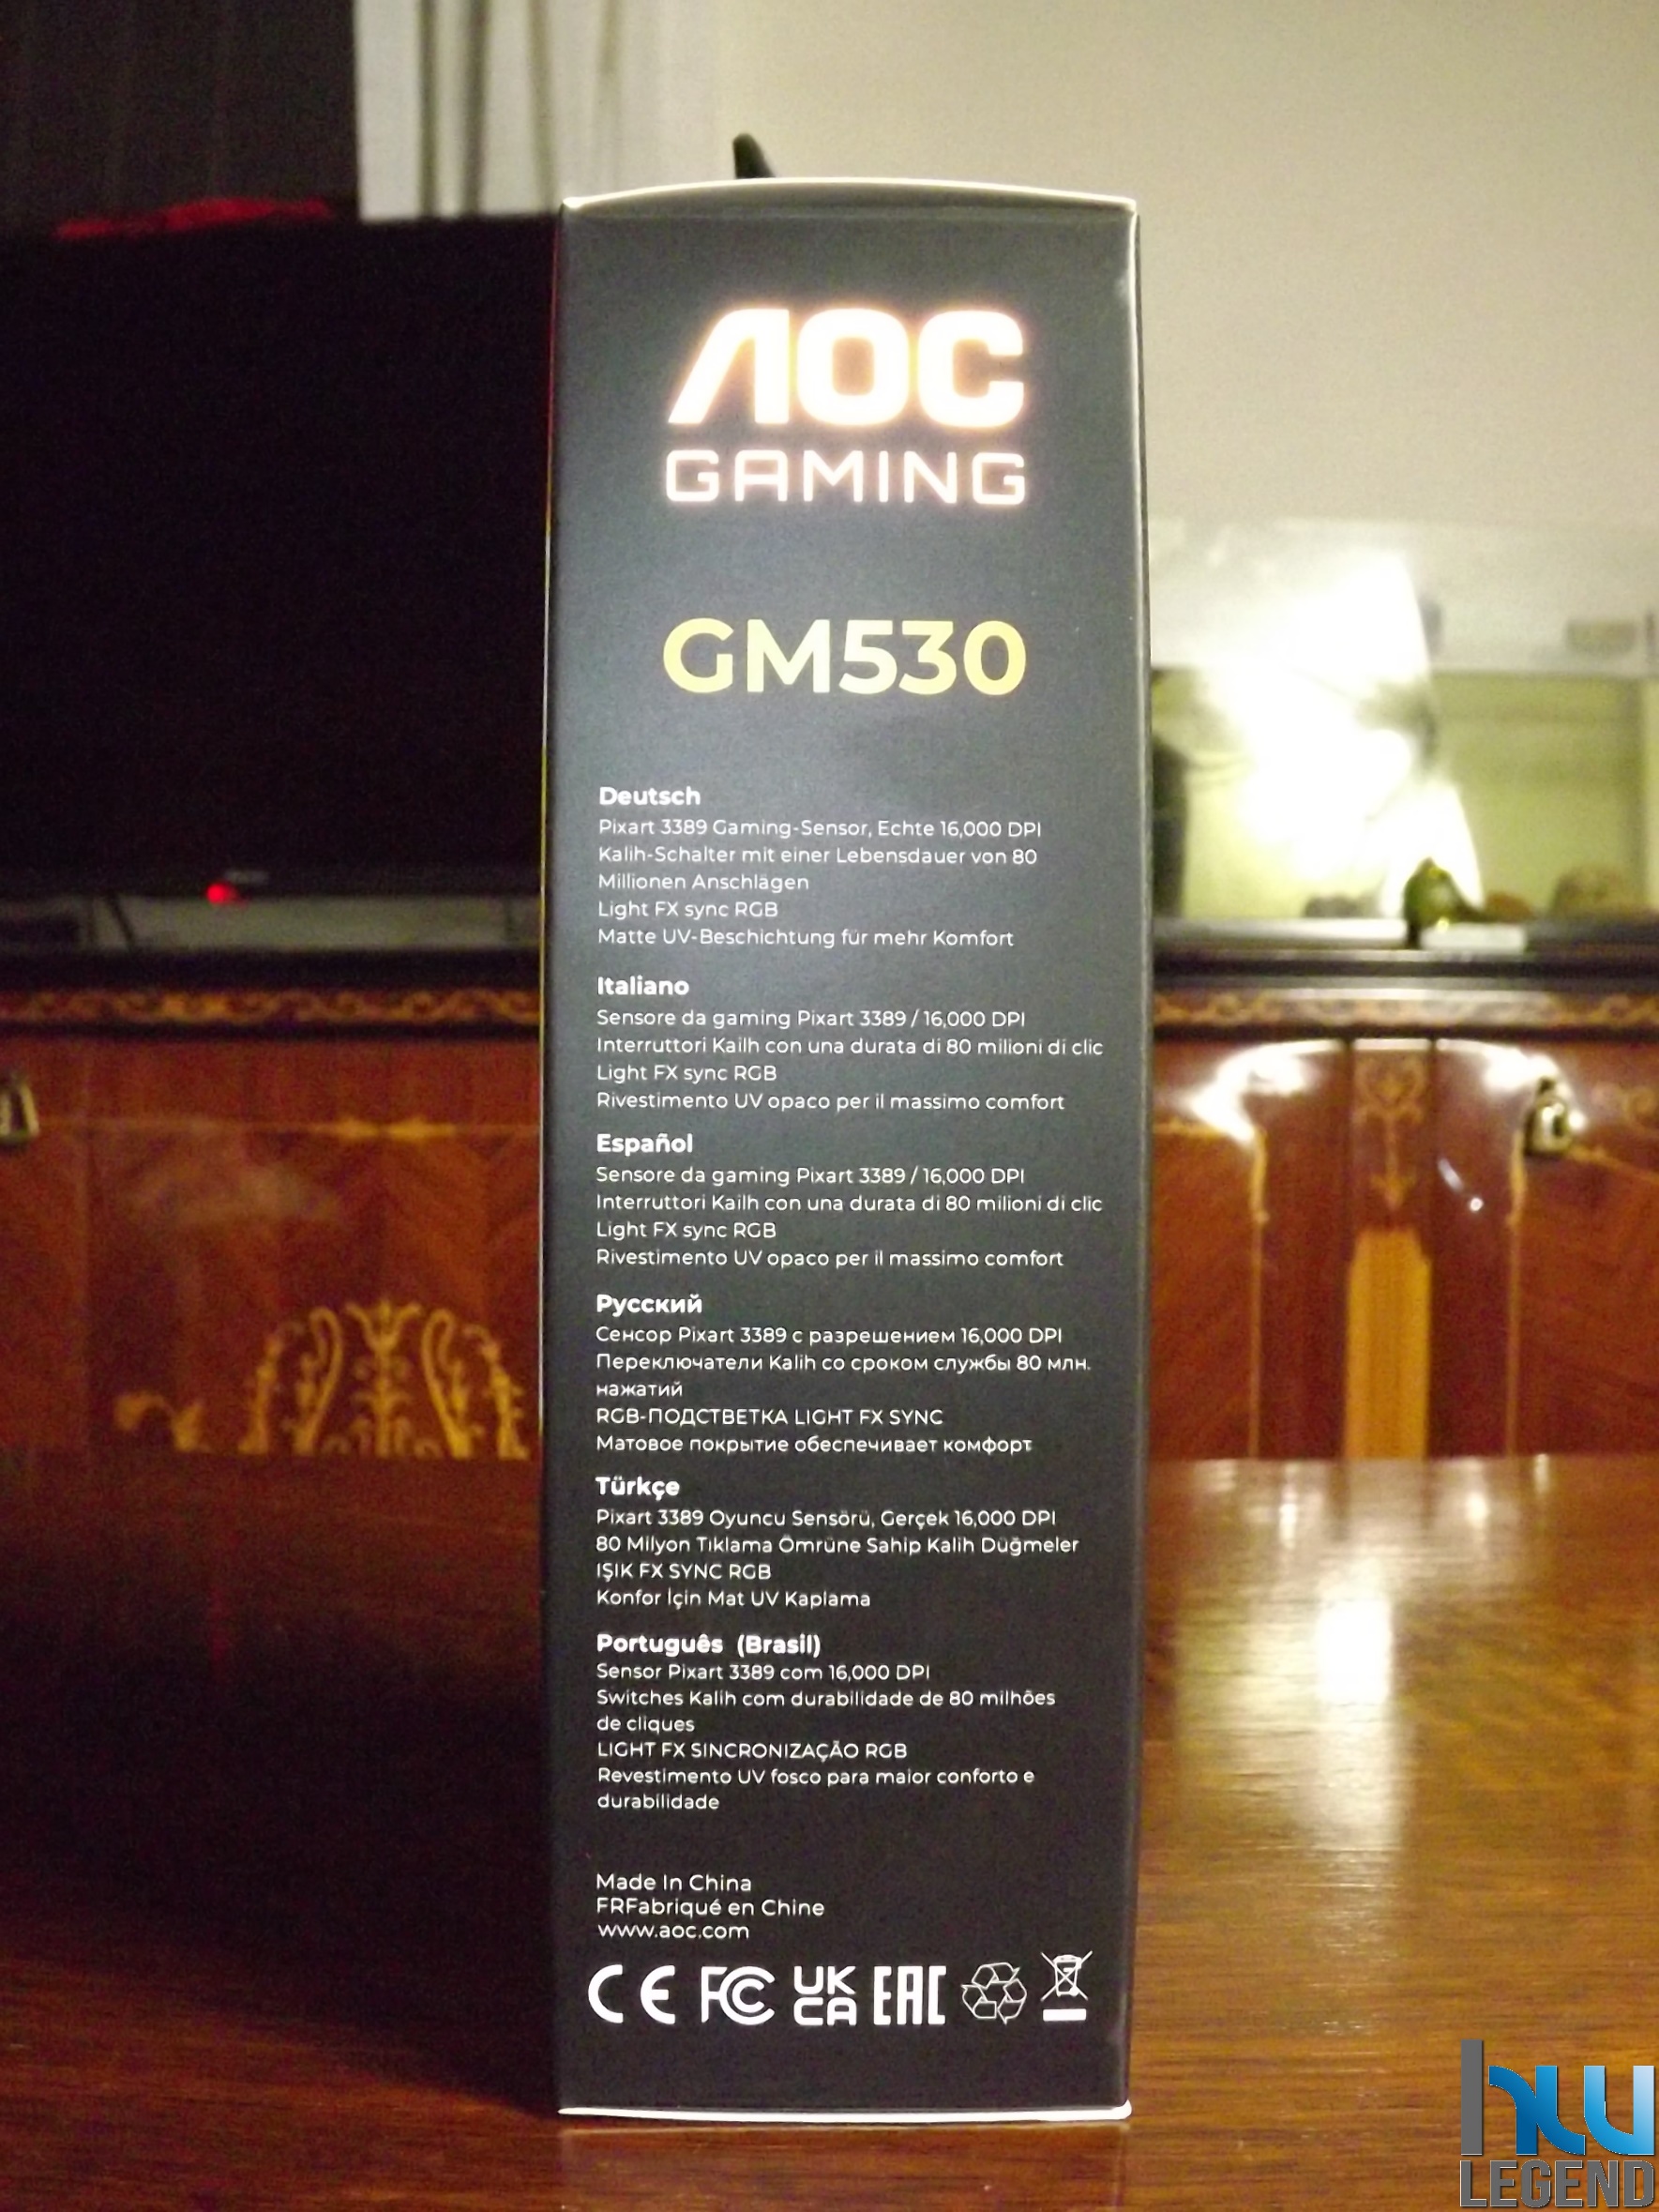 AOC
GAMING
GM530
Deutsch
Pixart 3389 Gaming-Sensor, Echte 16,000 DPI
Kalih-Schalter mit einer Lebensdauer von 80
Millionen Anschlägen
Light FX sync RGB
Matte UV-Beschichtung für mehr Komfort
Italiano
Sensore da gaming Pixart 3389 / 16,000 DPI
Interruttori Kailh con una durata di 80 milioni di clic
Light FX sync RGB
Rivestimento UV opaco per il massimo comfort
Español
Sensore da gaming Pixart 3389 / 16,000 DPI
Interruttori Kailh con una durata di 80 milioni di clic
Light FX sync RGB
Rivestimento UV opaco per il massimo comfort
Русский
Сенсор Pixart 3389 с разрешением 16,000 DPI
Переключатели Kalih со сроком службы 80 млн.
нажатий
RGB-ПОДСТВЕТКА LIGHT FX SYNC
Матовое покрытие обеспечивает комфорт
Türkçe
Pixart 3389 Oyuncu Sensörü, Gerçek 16,000 DPI
80 Milyon Tıklama Ömrüne Sahip Kalih Düğmeler
IŞIK FX SYNC RGB
Konfor İçin Mat UV Kaplama
Português (Brasil)
Sensor Pixart 3389 com 16,000 DPI
Switches Kalih com durabilidade de 80 milhões
de cliques
LIGHT FX SINCRONIZAÇÃO RGB
Revestimento UV fosco para maior conforto e
durabilidade
Made In China
FRFabriqué en Chine
www.aoc.com
CE FC UK CA EAC
hw
LEGEND